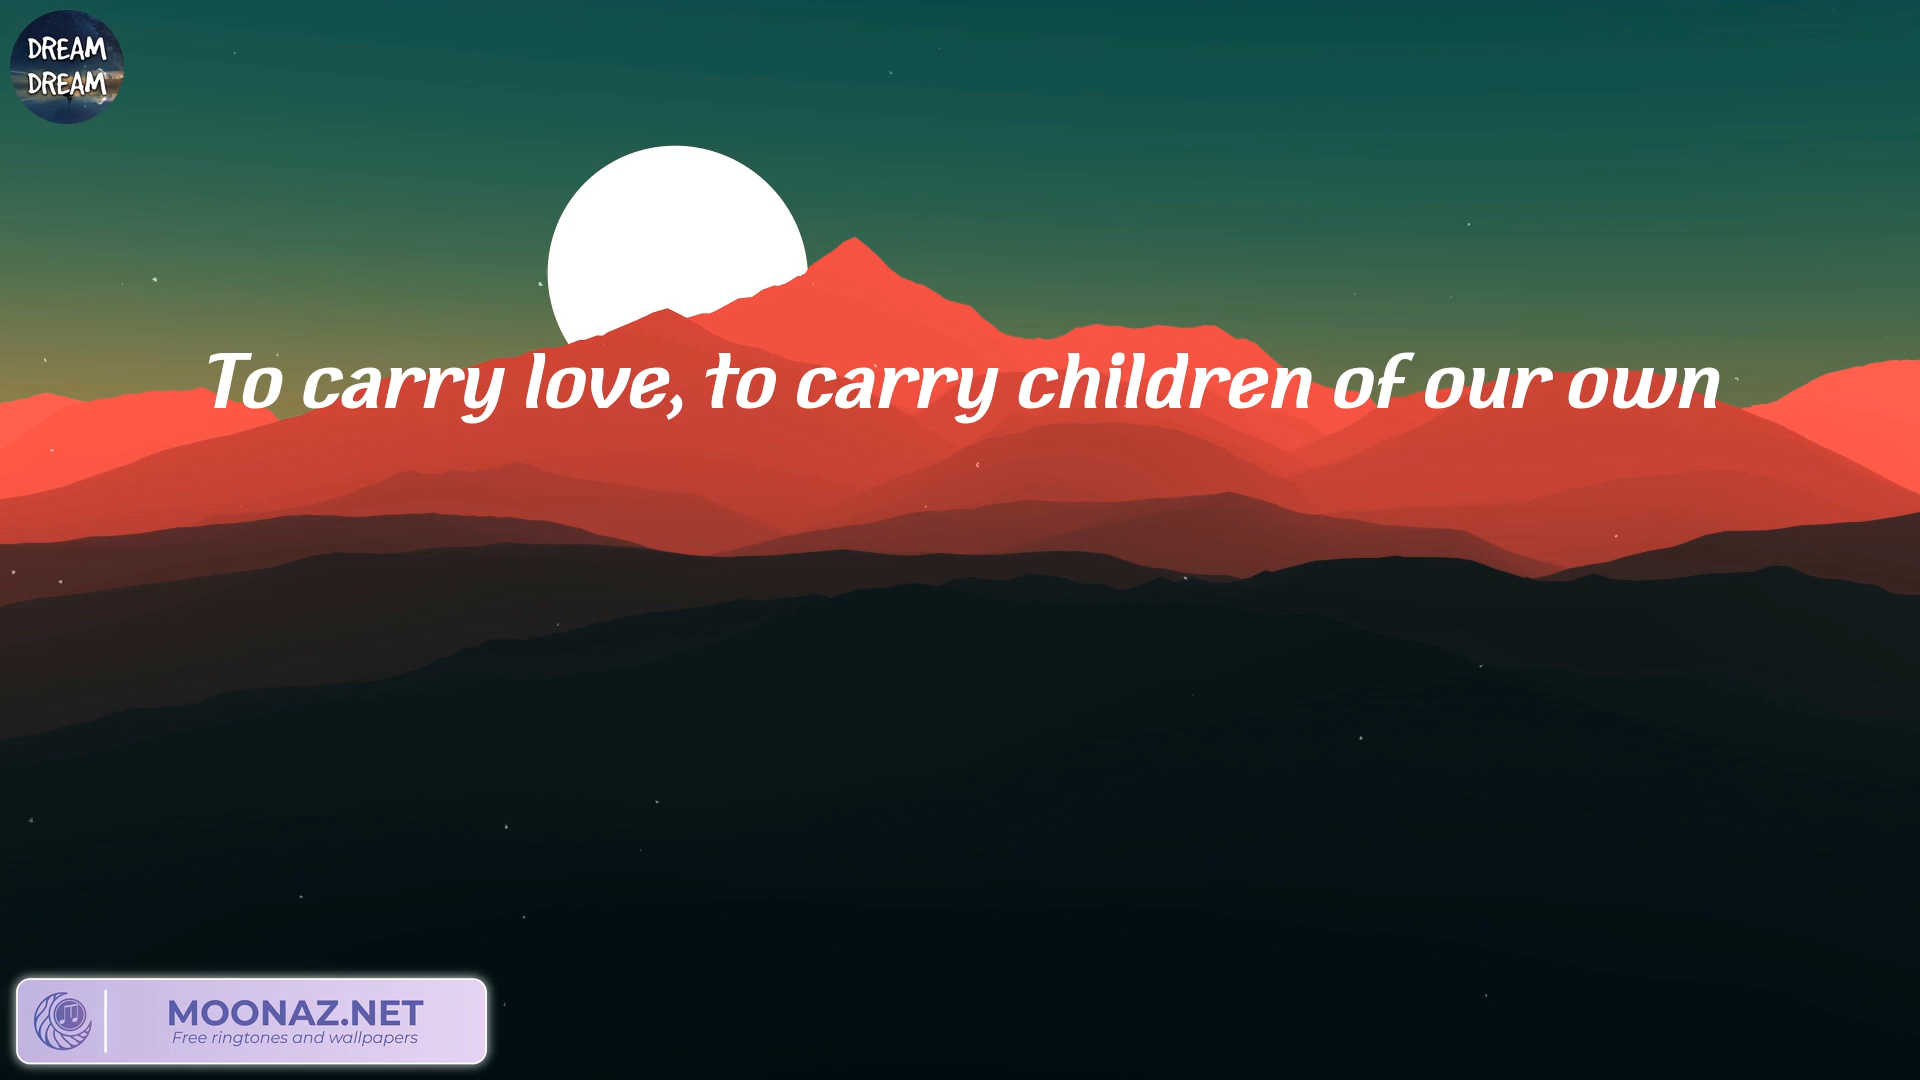 DREAM
DREAM
To carry love, to carry children of our own
MOONAZ.NET
Free ringtones and wallpapers